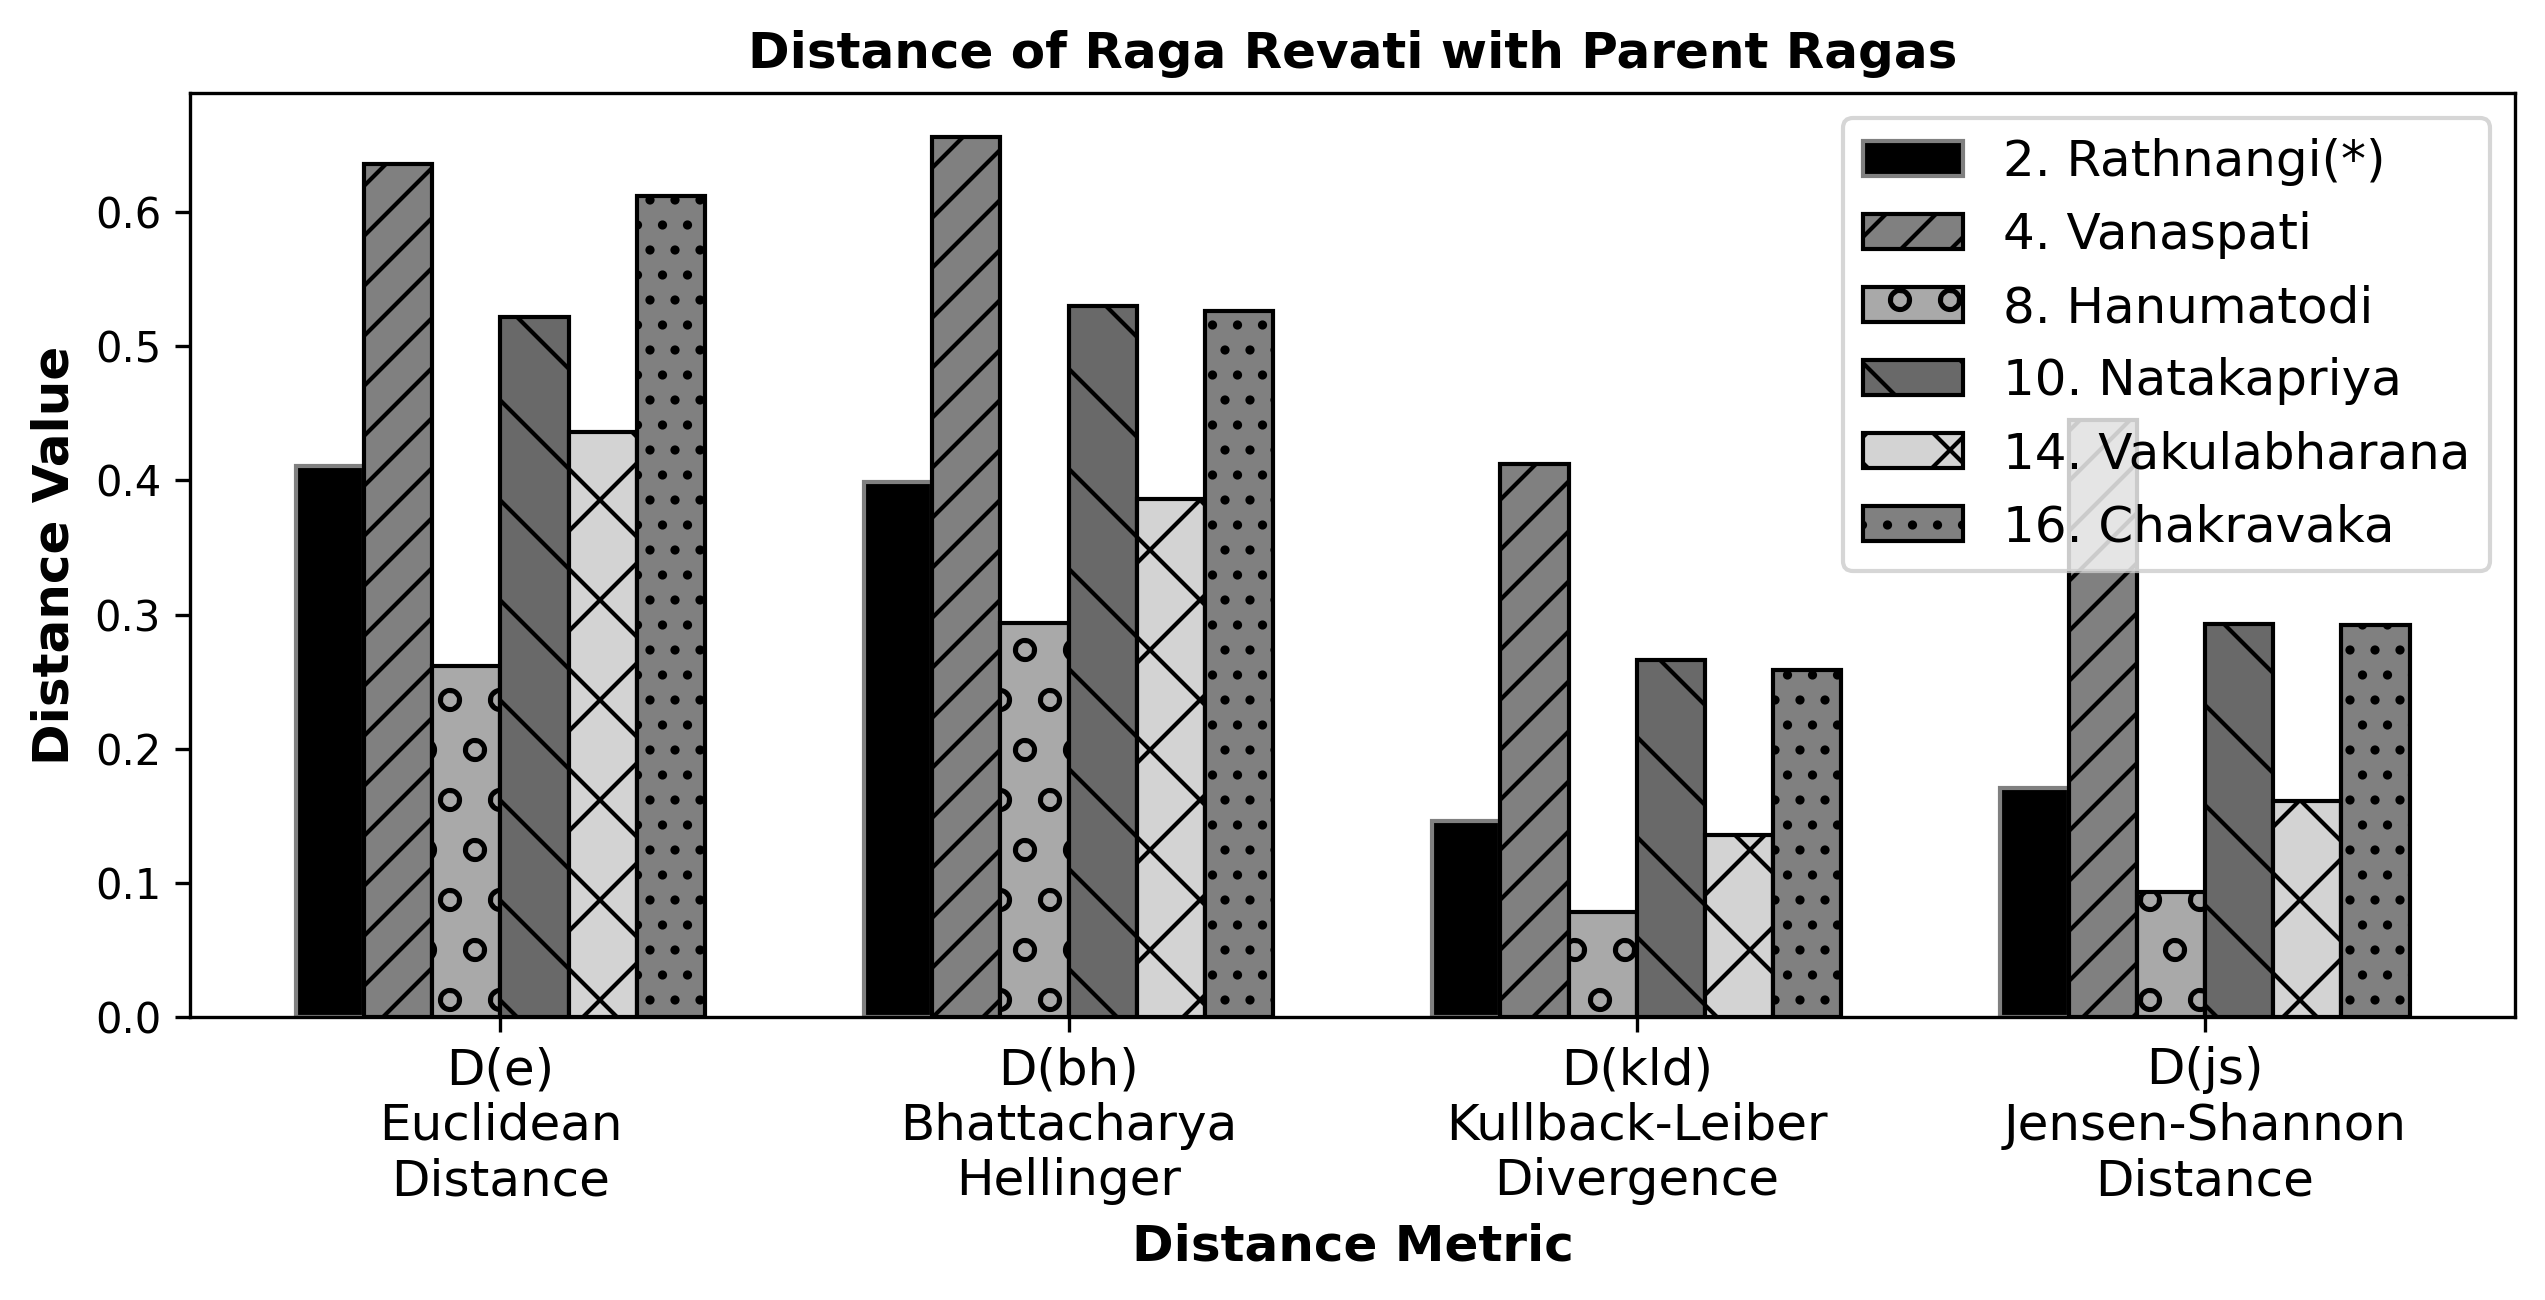 Distance of Raga Revati with Parent Ragas
2. Rathnangi(*)
4. Vanaspati
8. Hanumatodi
10. Natakapriya
14. Vakulabharana
16. Chakravaka
Distance Value
0.6
0.5
0.4
0.3
0.2
0.1
0.0
D(e)
Euclidean
Distance
D(bh)
Bhattacharya
Hellinger
D(kld)
Kullback-Leiber
Divergence
D(js)
Jensen-Shannon
Distance
Distance Metric